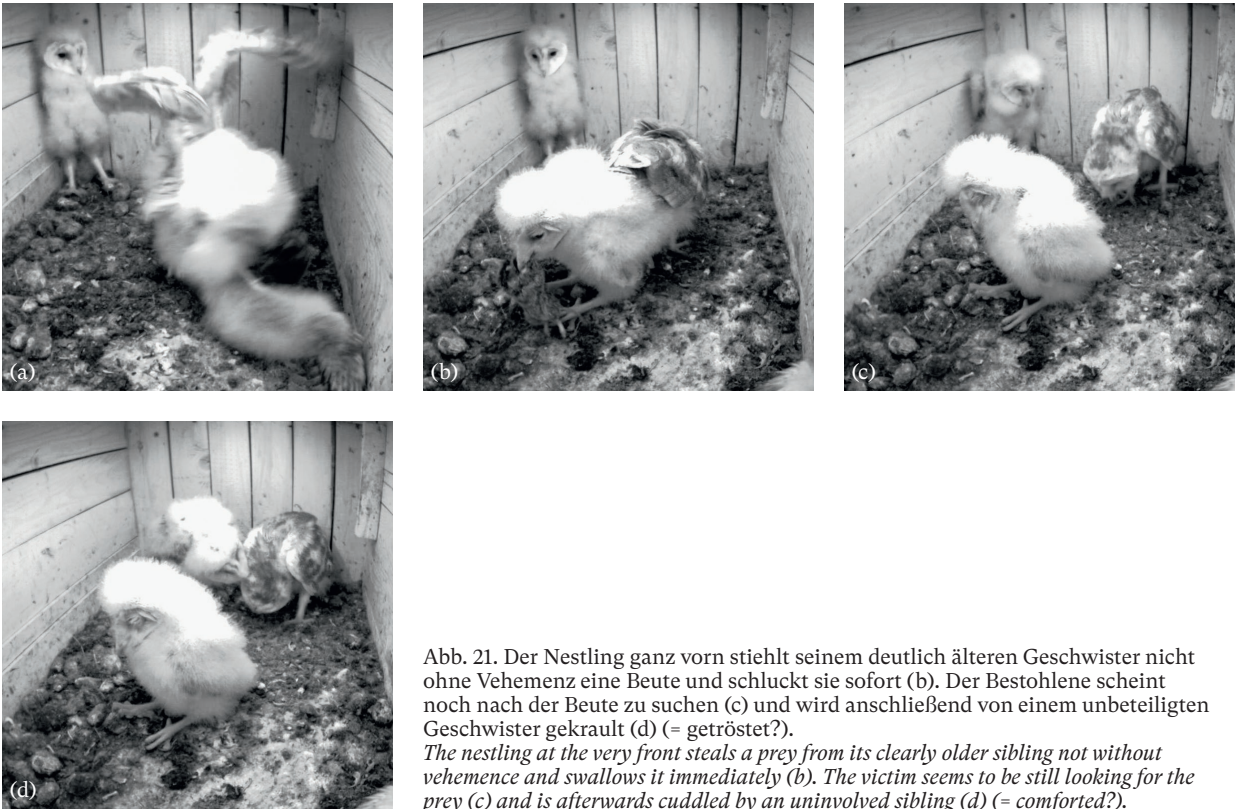 (a)
(b)
(c)
(d)
Abb. 21. Der Nestling ganz vorn stiehlt seinem deutlich älteren Geschwister nicht
ohne Vehemenz eine Beute und schluckt sie sofort (b). Der Bestohlene scheint
noch nach der Beute zu suchen (c) und wird anschließend von einem unbeteiligten
Geschwister gekrault (d) (= getröstet?).
The nestling at the very front steals a prey from its clearly older sibling not without
vehemence and swallows it immediately (b). The victim seems to be still looking for the
prey (c) and is afterwards cuddled by an uninvolved sibling (d) (= comforted?).